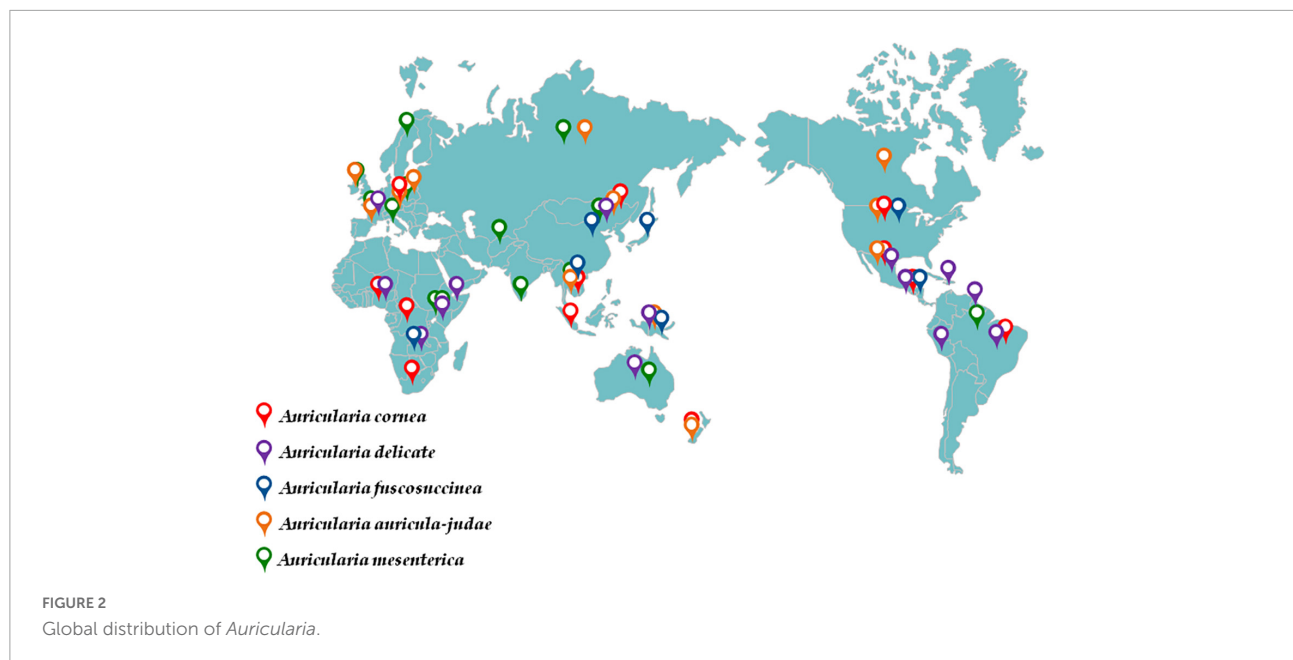 Auricularia cornea
Auricularia delicate
Auricularia fuscosuccinea
Auricularia auricula-judae
Auricularia mesenterica
FIGURE 2
Global distribution of Auricularia.